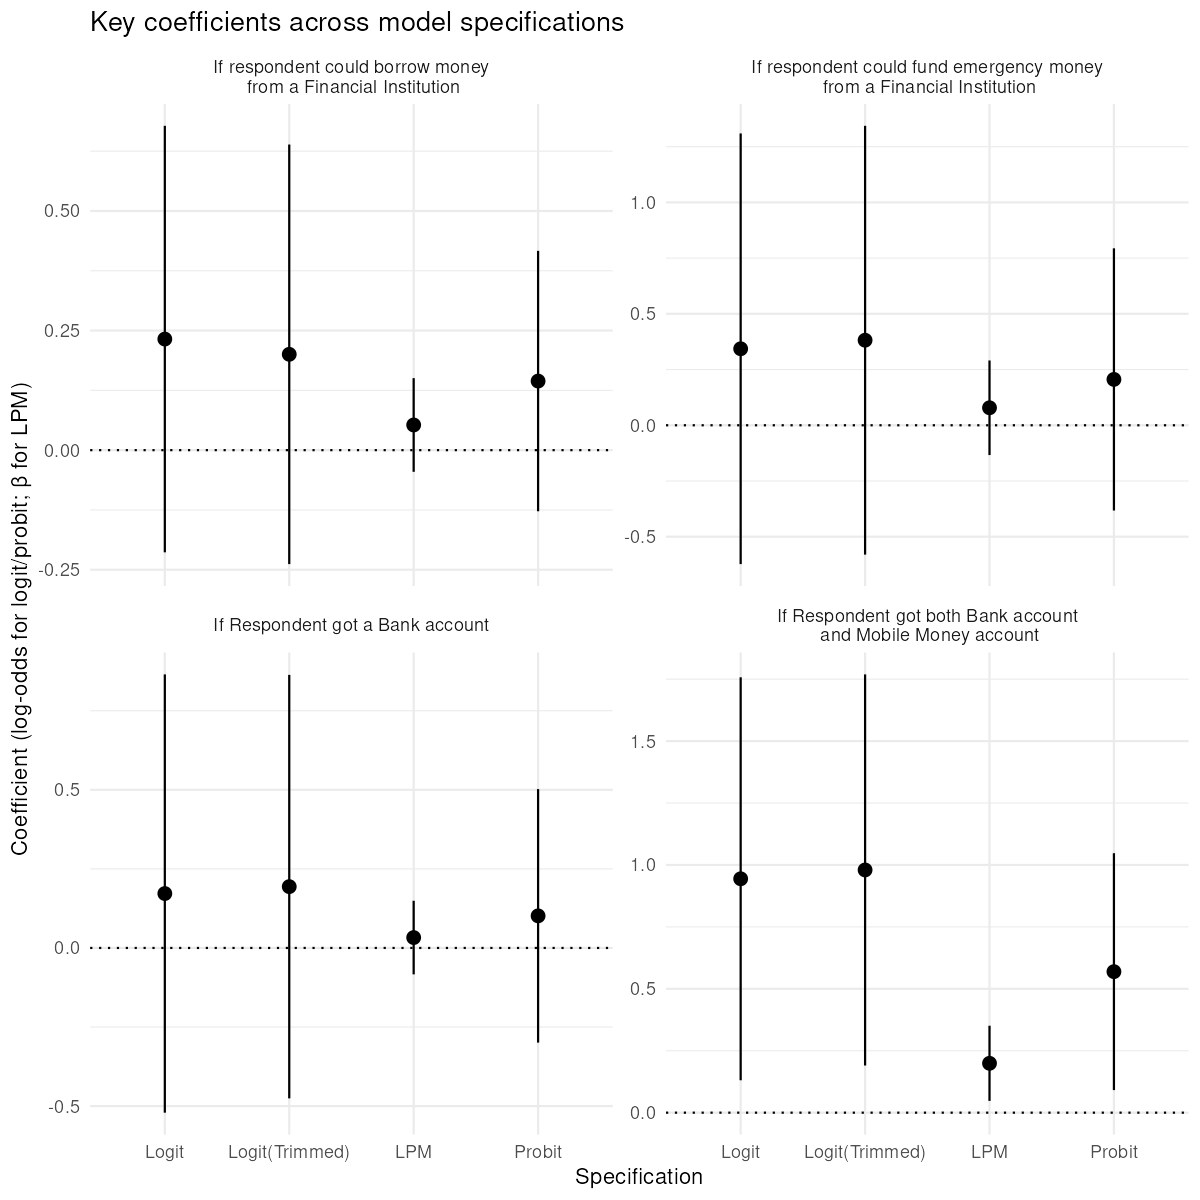 Key coefficients across model specifications
If respondent could borrow money
from a Financial Institution
If respondent could fund emergency money
from a Financial Institution
0.50
0.25
0.00
-0.25
1.0
0.5
0.0
-0.5
If Respondent got a Bank account
If Respondent got both Bank account
and Mobile Money account
0.5
0.0
-0.5
1.5
1.0
0.5
0.0
Logit
Logit(Trimmed)
LPM
Probit
Logit
Logit(Trimmed)
LPM
Probit
Specification
Coefficient (log-odds for logit/probit; β for LPM)